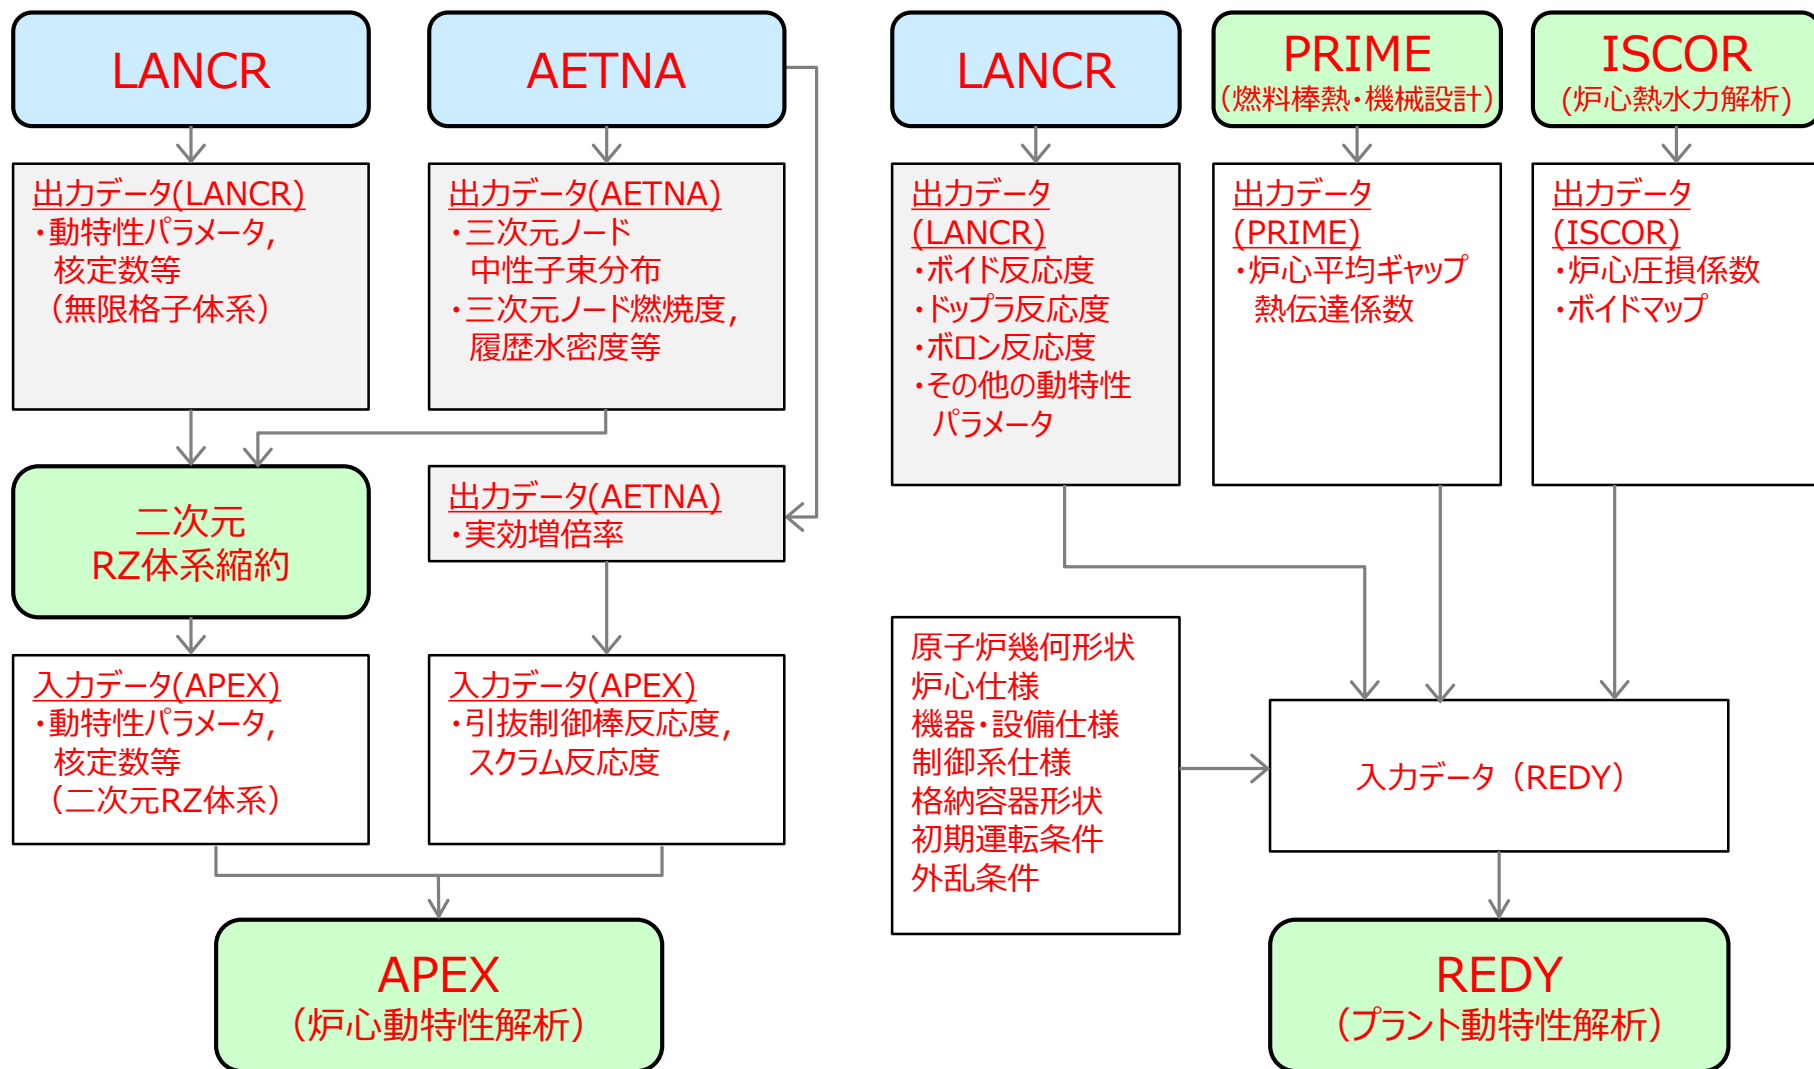 LANCR
出力データ(LANCR)
・動特性パラメータ,
核定数等
（無限格子体系）
AETNA
出力データ(AETNA)
・三次元ノード
中性子束分布
・三次元ノード燃焼度,
履歴水密度等
二次元
RZ体系縮約
出力データ(AETNA)
・実効増倍率
入力データ(APEX)
・動特性パラメータ,
核定数等
（二次元RZ体系）
入力データ(APEX)
・引抜制御棒反応度,
スクラム反応度
APEX
（炉心動特性解析）
LANCR
出力データ
(LANCR)
・ボイド反応度
・ドップラ反応度
・ボロン反応度
・その他の動特性
パラメータ
PRIME
（燃料棒熱・機械設計）
出力データ
(PRIME)
・炉心平均ギャップ
熱伝達係数
ISCOR
(炉心熱水力解析)
出力データ
(ISCOR)
・炉心圧損係数
・ボイドマップ
原子炉幾何形状
炉心仕様
機器・設備仕様
制御系仕様
格納容器形状
初期運転条件
外乱条件
入力データ（REDY）
REDY
（プラント動特性解析）